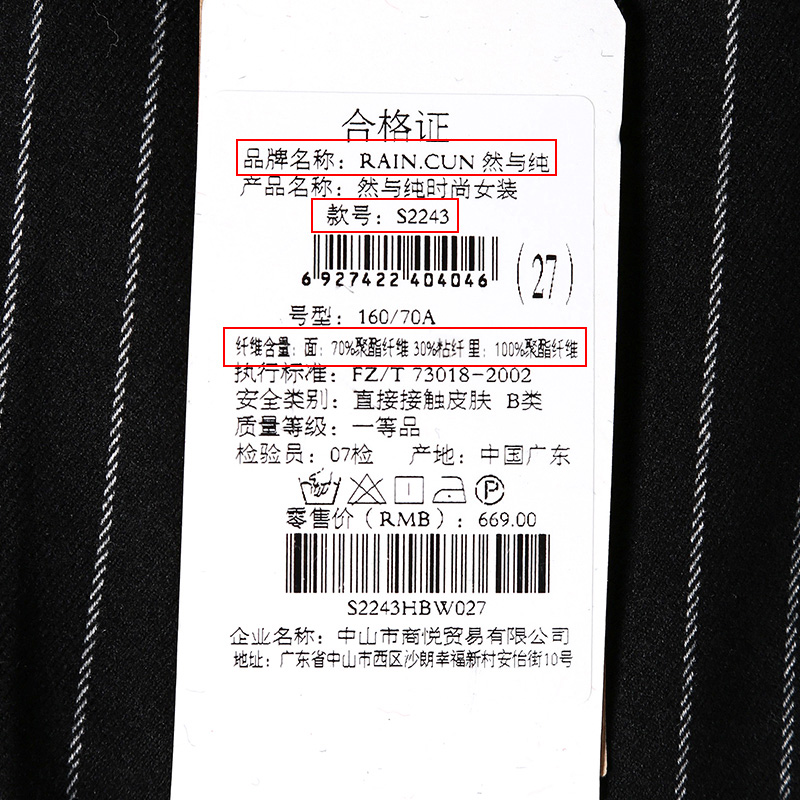 合格证
品牌名称：RAIN.CUN 然与纯
产品名称：然与纯时尚女装
款号：S2243
6 927422 404046
(27)
号型：160/70A
纤维含量：面：70%聚酯纤维 30%粘纤 里：100%聚酯纤维
执行标准：FZ/T 73018-2002
安全类别：直接接触皮肤 B类
质量等级：一等品
检验员：07检 产地：中国广东
P
零售价（RMB）：669.00
S2243HBW027
企业名称：中山市商悦贸易有限公司
地址：广东省中山市西区沙朗幸福新村安怡街10号